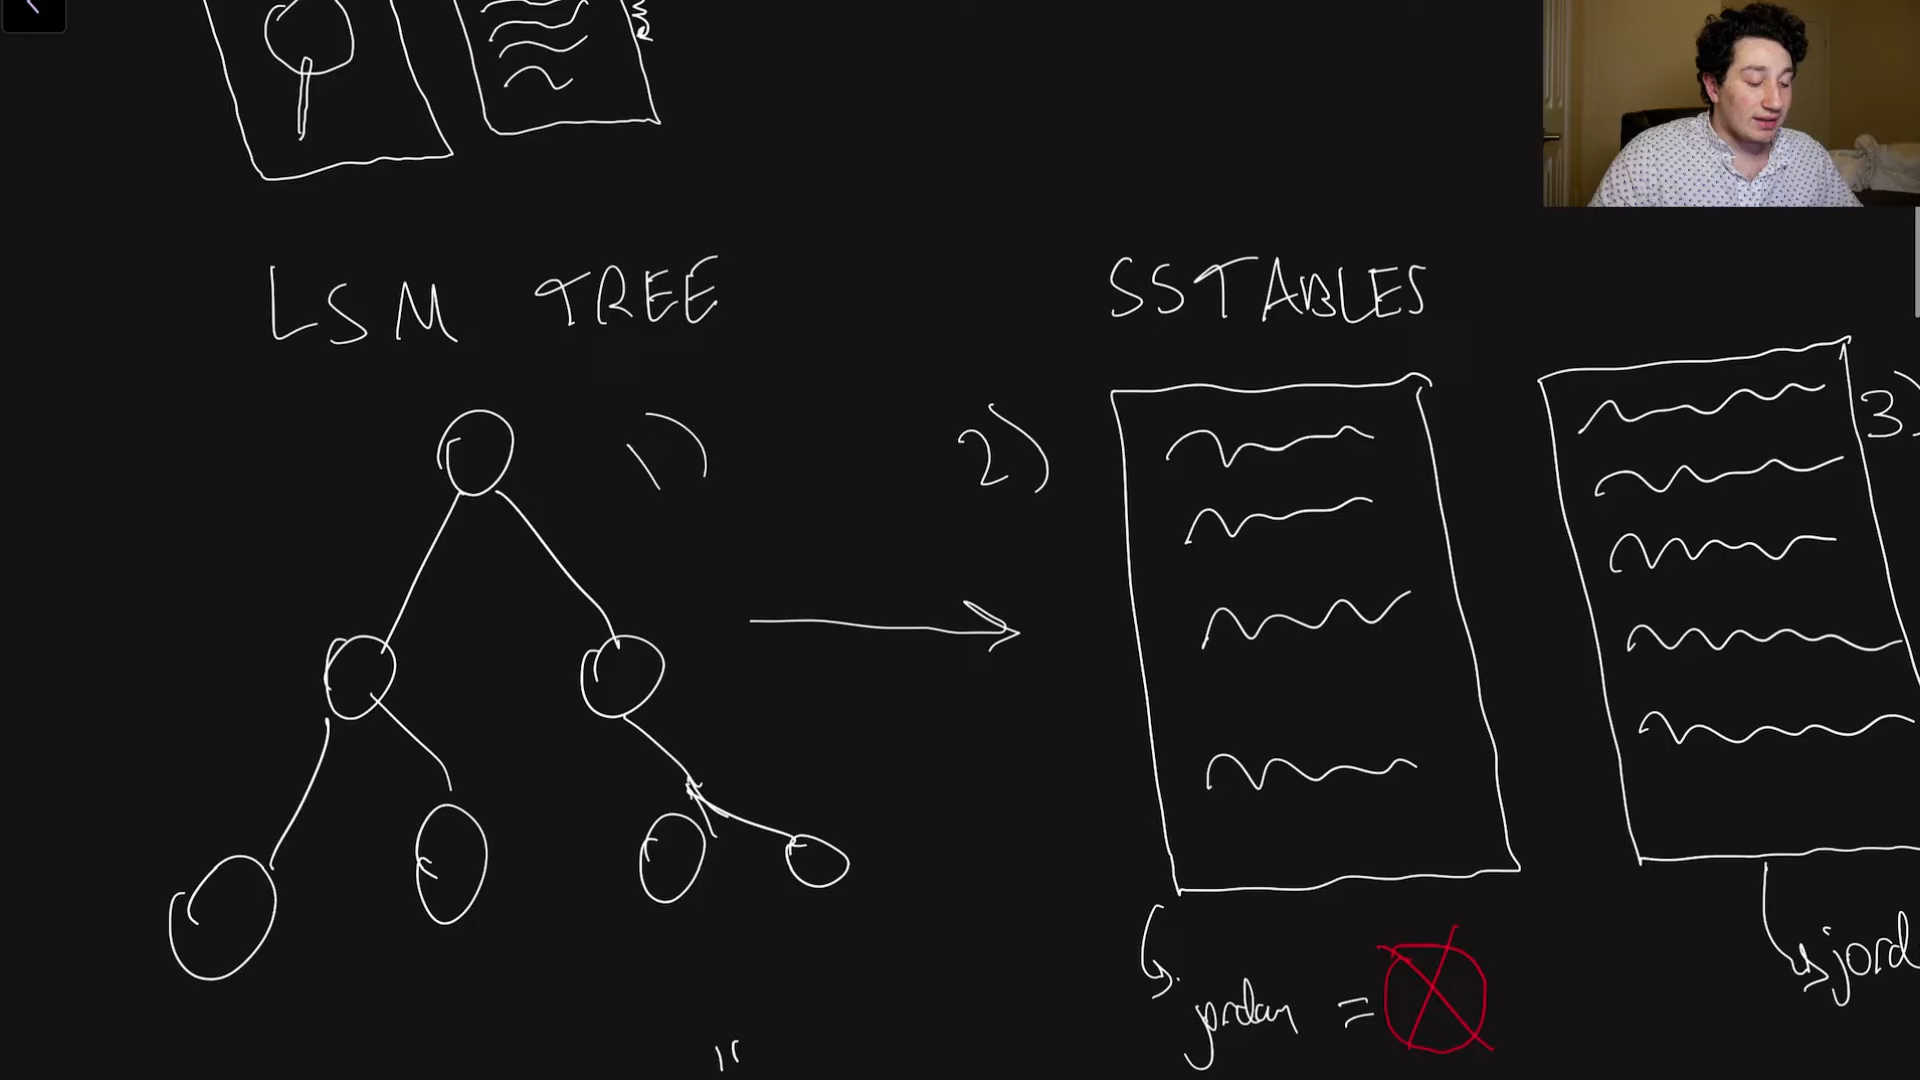 LSM TREE
SSTABLES
1)
2)
3)
jordan =
jord